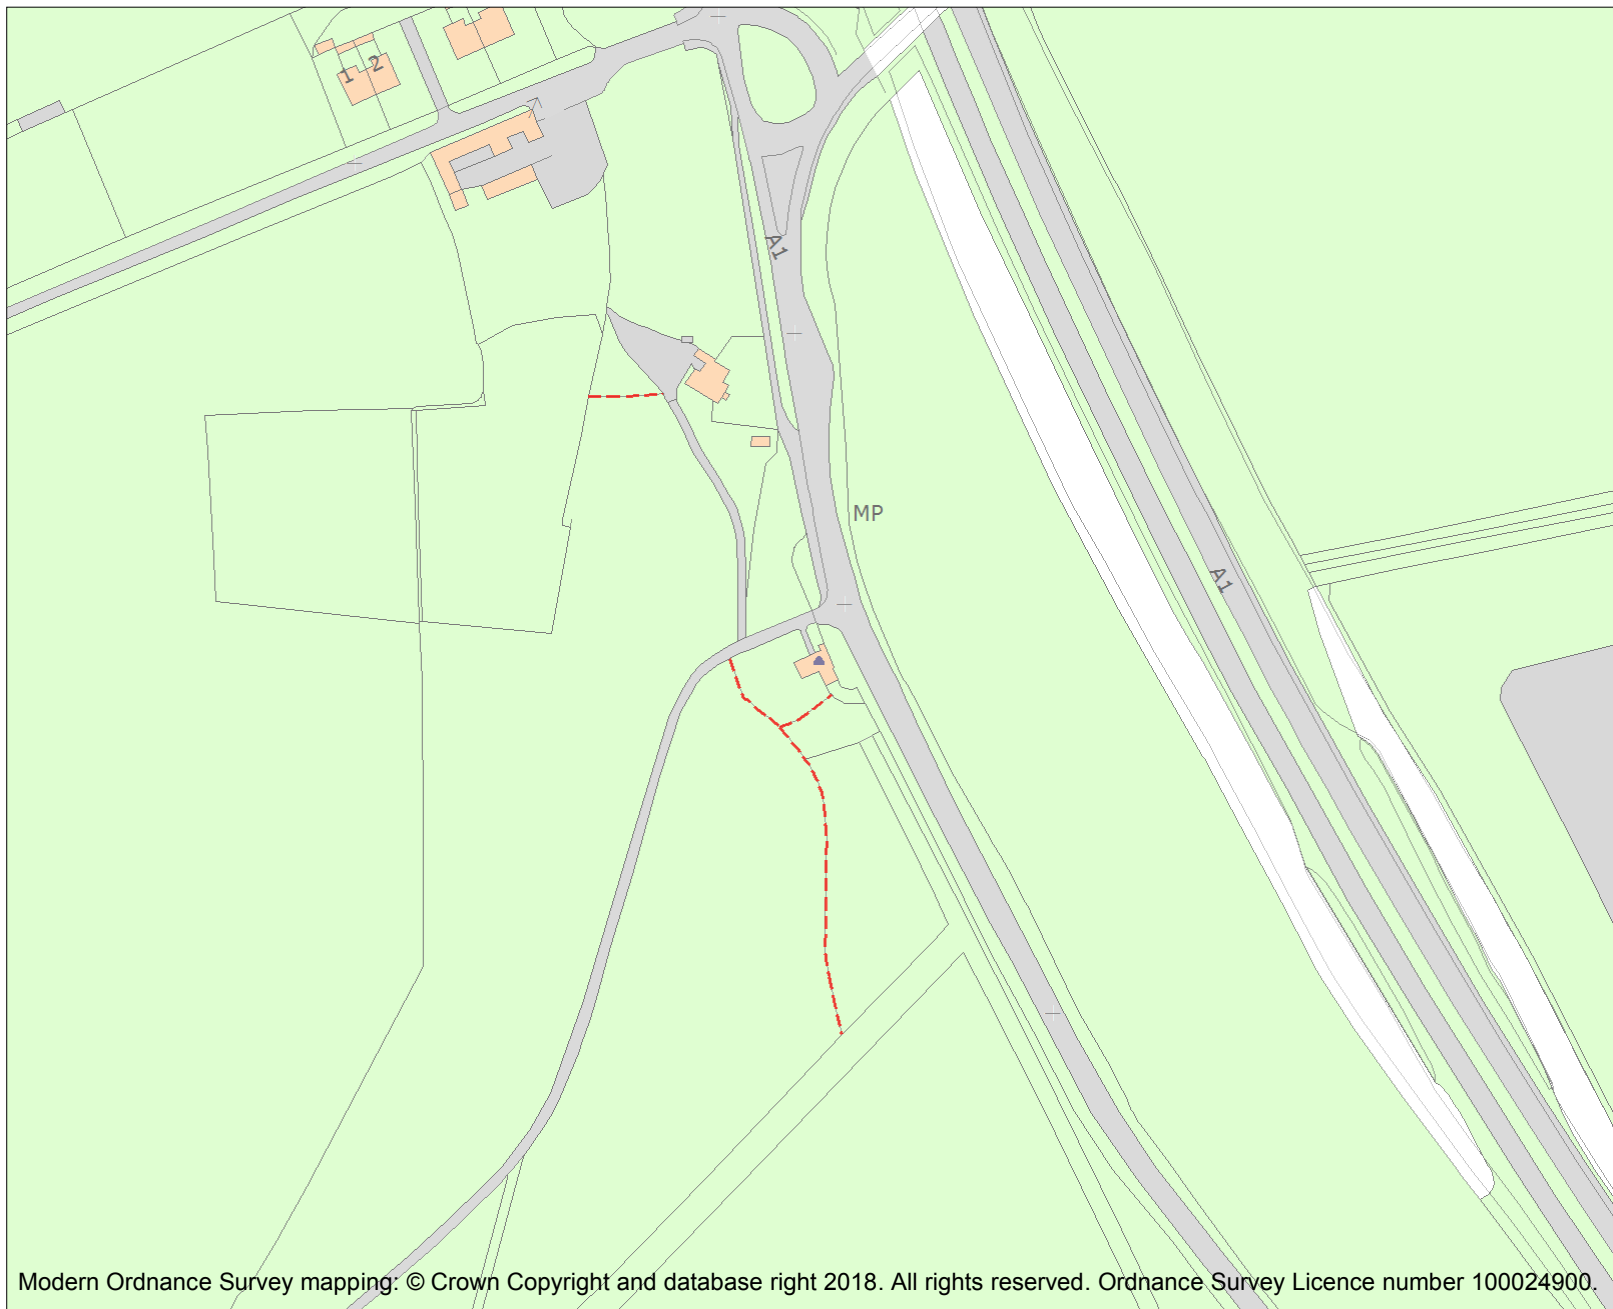 1 2
A1
MP
A1
Modern Ordnance Survey mapping: © Crown Copyright and database right 2018. All rights reserved. Ordnance Survey Licence number 100024900.